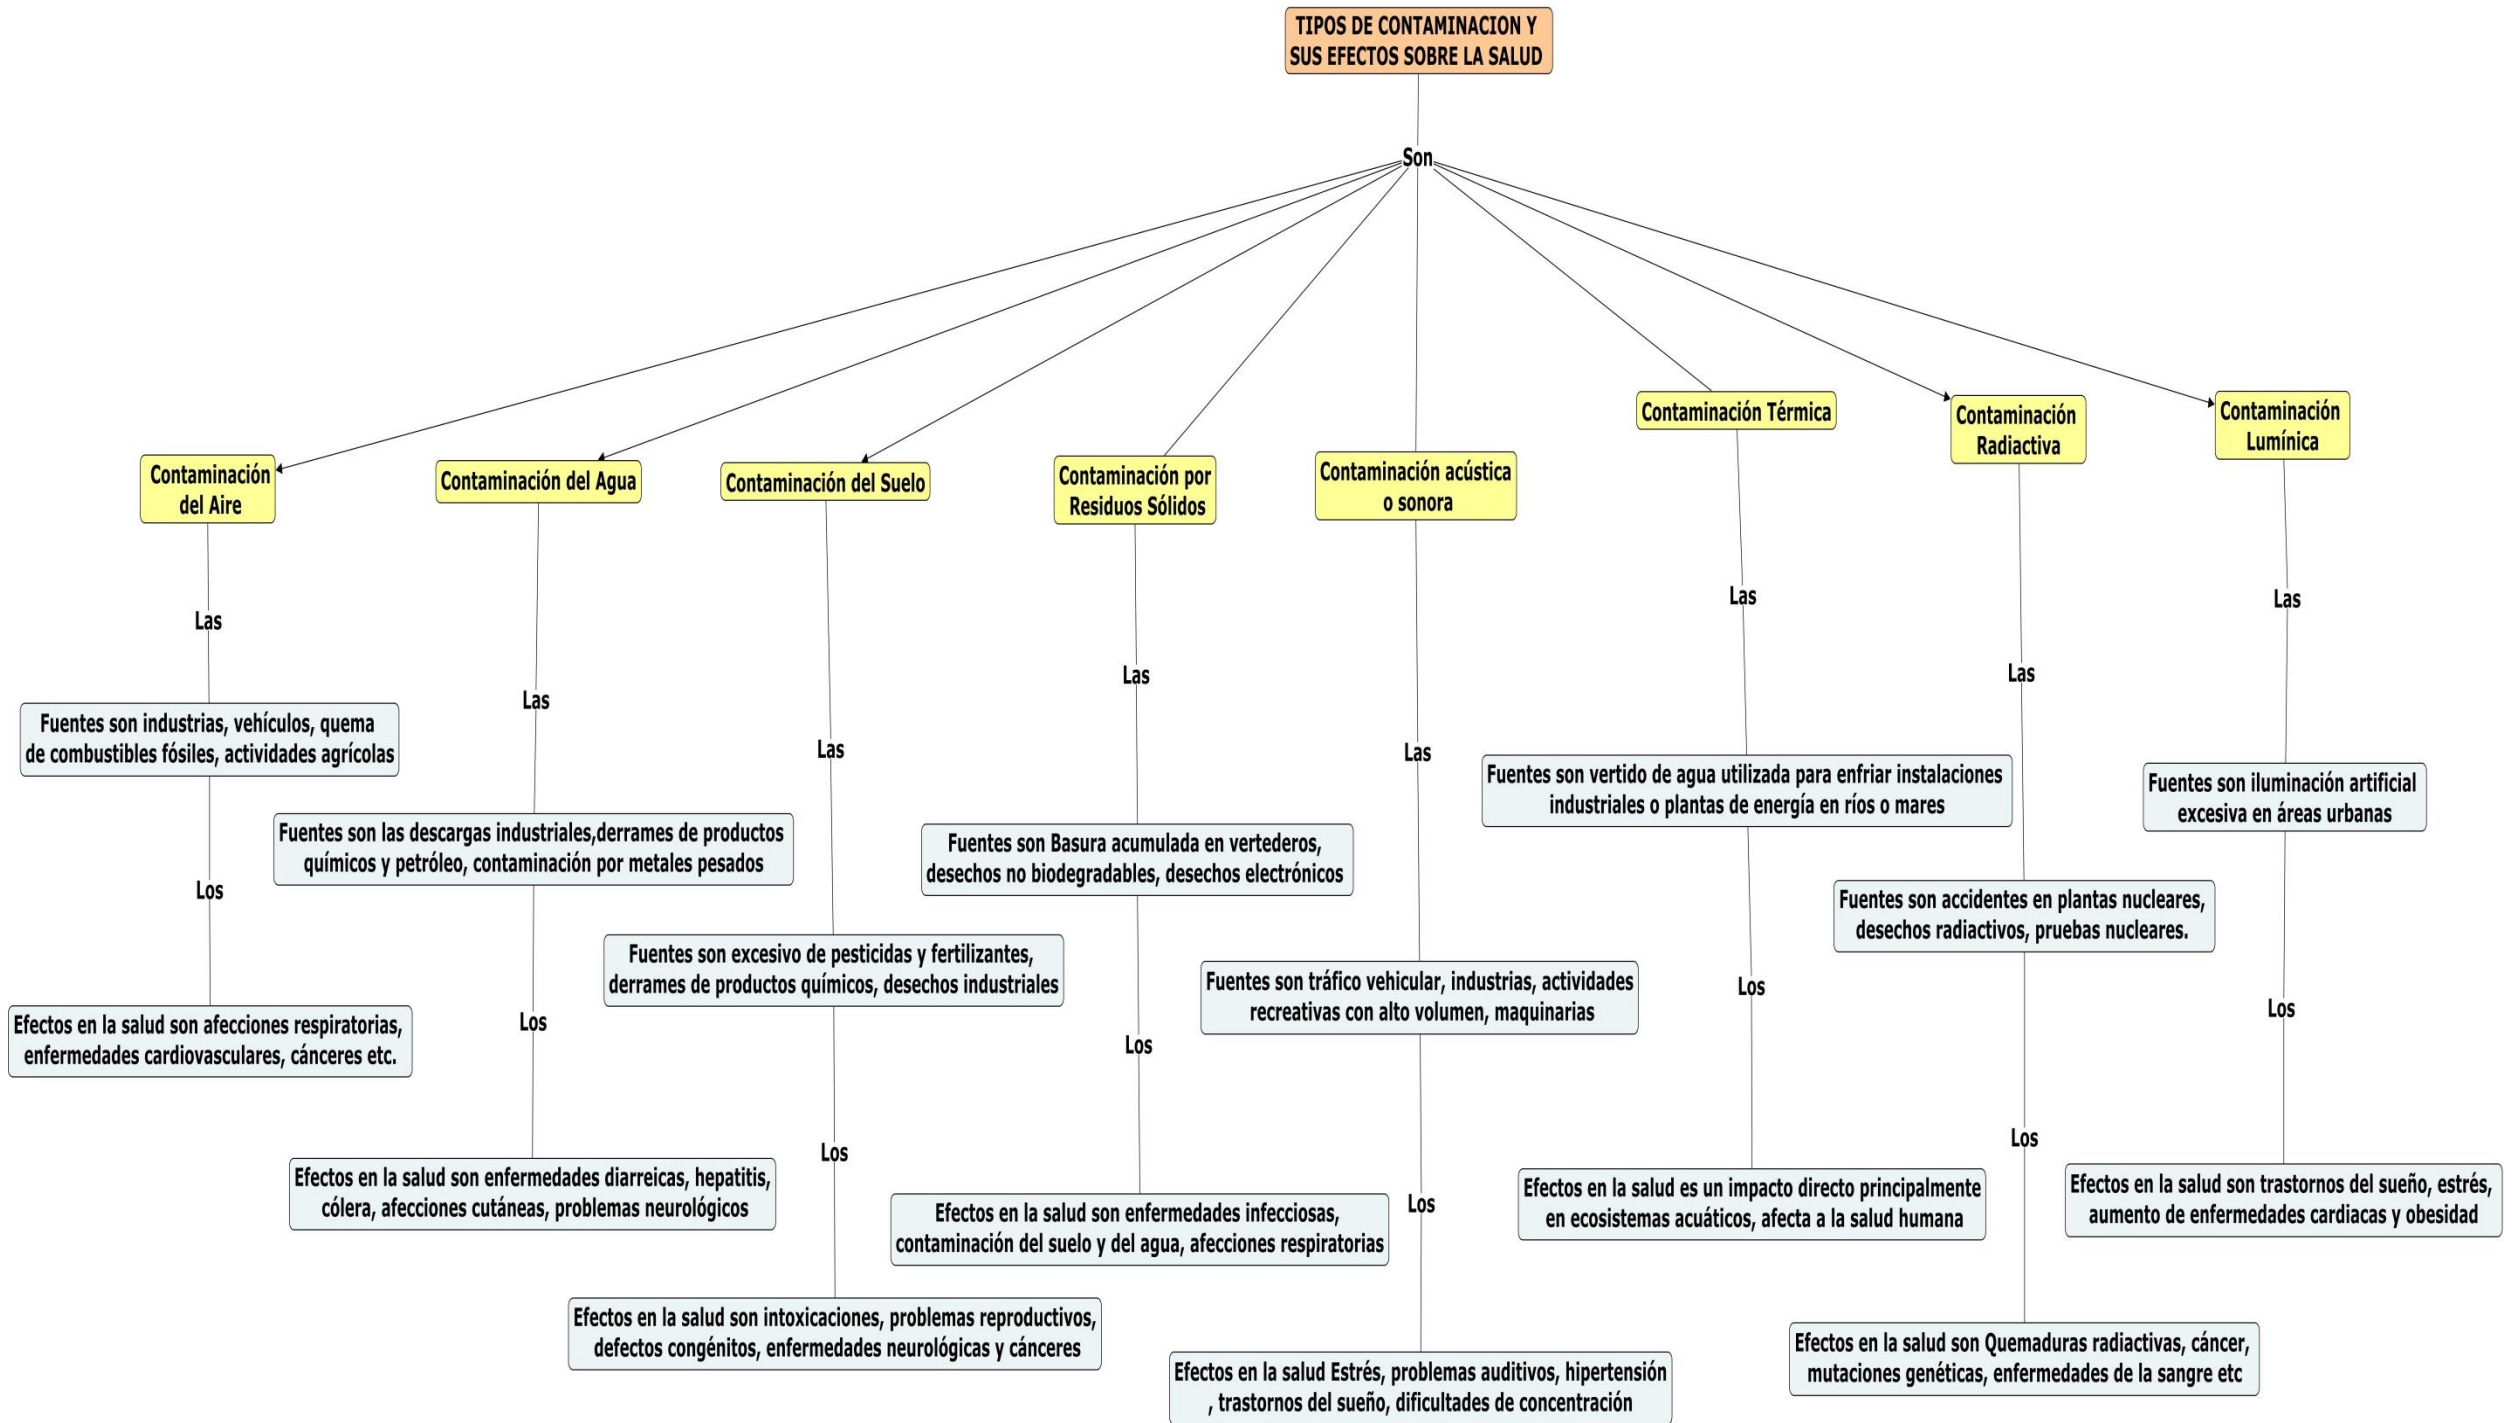 TIPOS DE CONTAMINACION Y
SUS EFECTOS SOBRE LA SALUD
Son
Contaminación
del Aire
Las
Fuentes son industrias, vehículos, quema
de combustibles fósiles, actividades agrícolas
Los
Efectos en la salud son afecciones respiratorias,
enfermedades cardiovasculares, cánceres etc.
Contaminación del Agua
Las
Fuentes son las descargas industriales,derrames de productos
químicos y petróleo, contaminación por metales pesados
Los
Efectos en la salud son enfermedades diarreicas, hepatitis,
cólera, afecciones cutáneas, problemas neurológicos
Contaminación del Suelo
Las
Fuentes son excesivo de pesticidas y fertilizantes,
derrames de productos químicos, desechos industriales
Los
Efectos en la salud son intoxicaciones, problemas reproductivos,
defectos congénitos, enfermedades neurológicas y cánceres
Contaminación por
Residuos Sólidos
Las
Fuentes son Basura acumulada en vertederos,
desechos no biodegradables, desechos electrónicos
Los
Efectos en la salud son enfermedades infecciosas,
contaminación del suelo y del agua, afecciones respiratorias
Contaminación acústica
o sonora
Las
Fuentes son tráfico vehicular, industrias, actividades
recreativas con alto volumen, maquinarias
Los
Efectos en la salud Estrés, problemas auditivos, hipertensión
, trastornos del sueño, dificultades de concentración
Contaminación Térmica
Las
Fuentes son vertido de agua utilizada para enfriar instalaciones
industriales o plantas de energía en ríos o mares
Los
Efectos en la salud es un impacto directo principalmente
en ecosistemas acuáticos, afecta a la salud humana
Contaminación
Radiactiva
Las
Fuentes son accidentes en plantas nucleares,
desechos radiactivos, pruebas nucleares.
Los
Efectos en la salud son Quemaduras radiactivas, cáncer,
mutaciones genéticas, enfermedades de la sangre etc
Contaminación
Lumínica
Las
Fuentes son iluminación artificial
excesiva en áreas urbanas
Los
Efectos en la salud son trastornos del sueño, estrés,
aumento de enfermedades cardiacas y obesidad